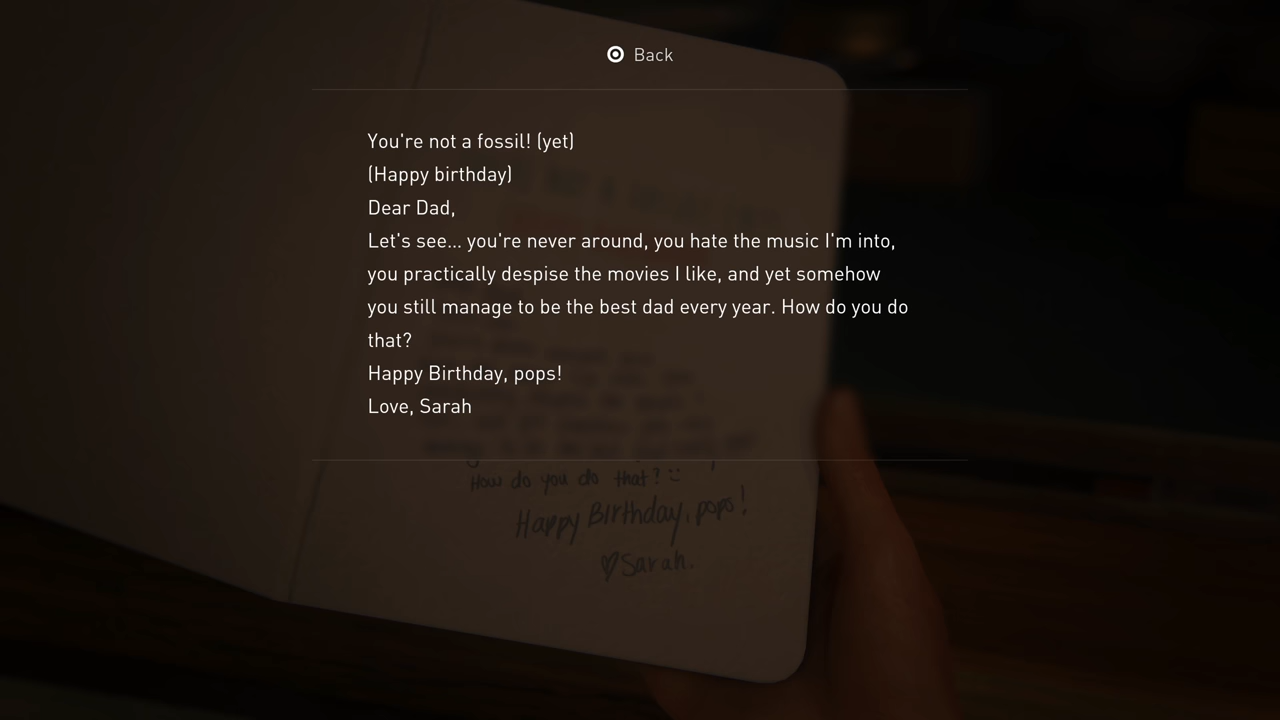 Back
You're not a fossil! (yet)
(Happy birthday)
Dear Dad,
Let's see... you're never around, you hate the music I'm into,
you practically despise the movies I like, and yet somehow
you still manage to be the best dad every year. How do you do
that?
Happy Birthday, pops!
Love, Sarah
How do you do that? :)
Happy Birthday, pops!
♡Sarah.